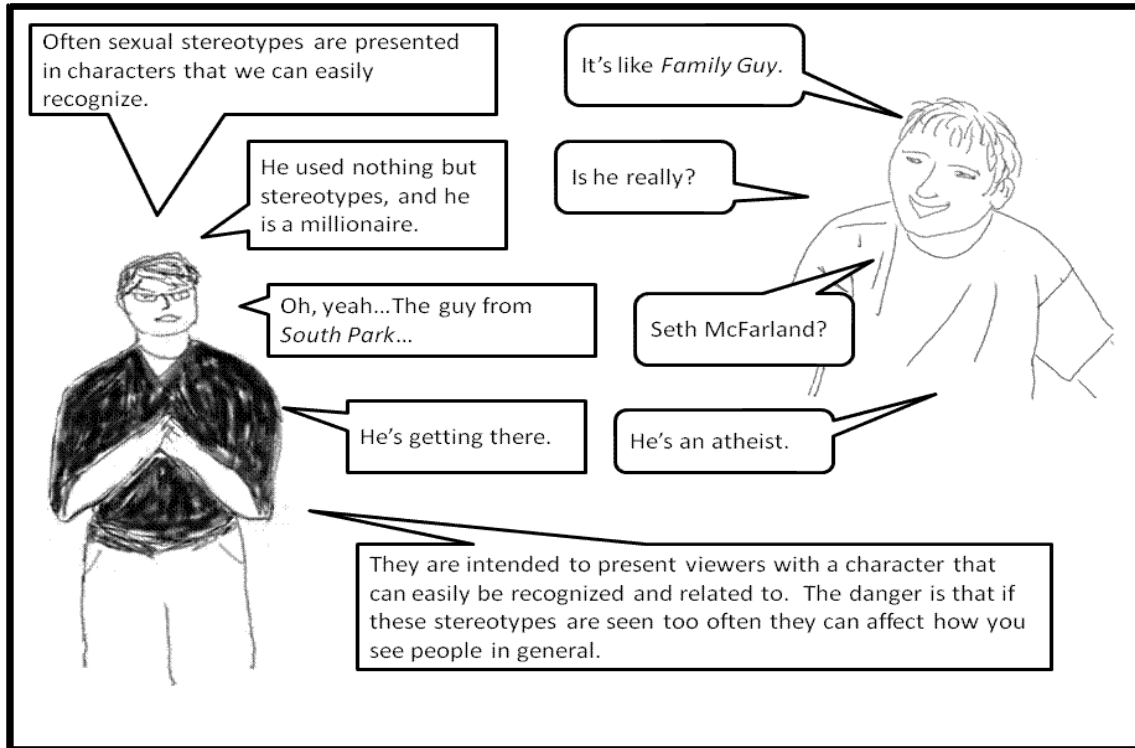 Often sexual stereotypes are presented
in characters that we can easily
recognize.
It’s like Family Guy.
He used nothing but
stereotypes, and he
is a millionaire.
Is he really?
Oh, yeah...The guy from
South Park...
Seth McFarland?
He’s getting there.
He’s an atheist.
They are intended to present viewers with a character that
can easily be recognized and related to.  The danger is that if
these stereotypes are seen too often they can affect how you
see people in general.